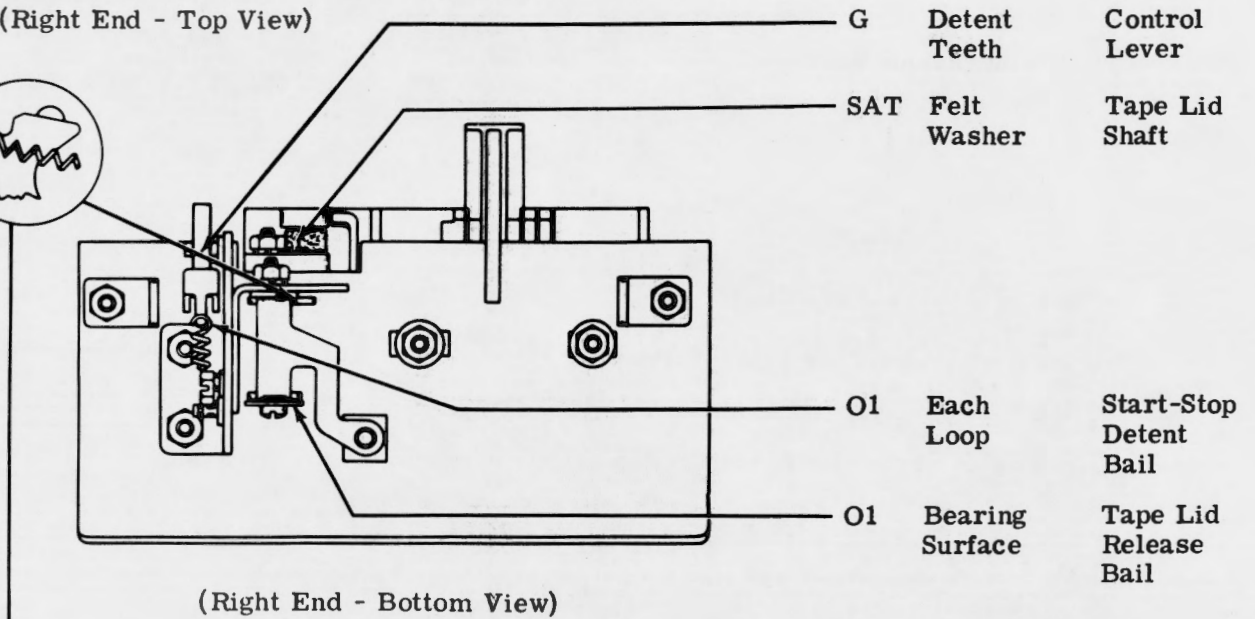 (Right End - Top View)
G Detent Control
Teeth Lever
SAT Felt Tape Lid
Washer Shaft
O1 Each Start-Stop
Loop Detent
Bail
O1 Bearing Tape Lid
Surface Release
Bail
(Right End - Bottom View)